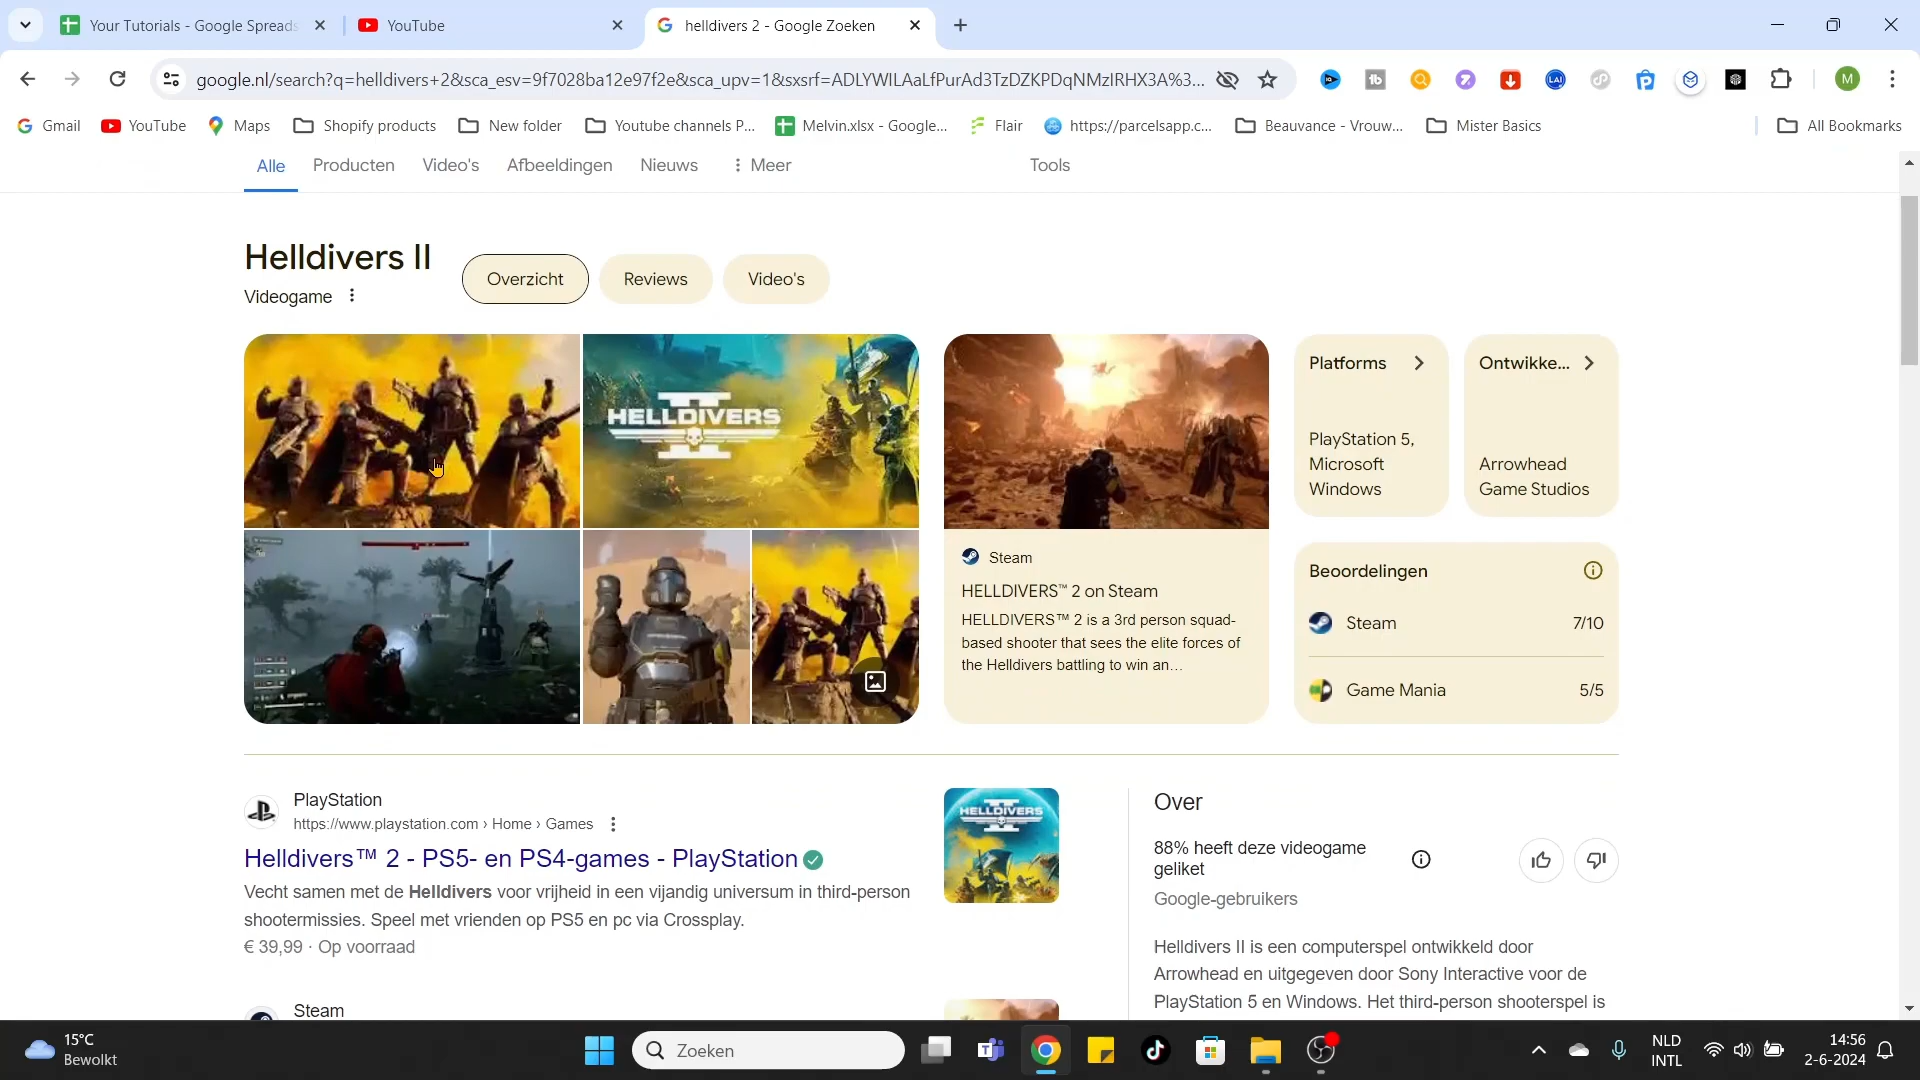 Your Tutorials - Google Spreads
YouTube
helldivers 2 - Google Zoeken
google.nl/search?q=helldivers+2&sca_esv=9f7028ba12e97f2e&sca_upv=1&sxsrf=ADLYWILAaLfPurAd3TzDZKPDqNMzIRHX3A%3...
M
Gmail
YouTube
Maps
Shopify products
New folder
Youtube channels P...
Melvin.xlsx - Google...
Flair
https://parcelsapp.c...
Beauvance - Vrouw...
Mister Basics
All Bookmarks
Alle
Producten
Video's
Afbeeldingen
Nieuws
Meer
Tools
Helldivers II
Videogame
Overzicht
Reviews
Video's
HELLDIVERS
Steam
HELLDIVERS™ 2 on Steam
HELLDIVERS™ 2 is a 3rd person squad-
based shooter that sees the elite forces of
the Helldivers battling to win an...
Platforms
PlayStation 5,
Microsoft
Windows
Ontwikke...
Arrowhead
Game Studios
Beoordelingen
Steam 7/10
Game Mania 5/5
PlayStation
https://www.playstation.com › Home › Games
Helldivers™ 2 - PS5- en PS4-games - PlayStation
Vecht samen met de Helldivers voor vrijheid in een vijandig universum in third-person
shootermissies. Speel met vrienden op PS5 en pc via Crossplay.
€ 39,99 · Op voorraad
HELLDIVERS
Steam
Over
88% heeft deze videogame
geliket
Google-gebruikers
Helldivers II is een computerspel ontwikkeld door
Arrowhead en uitgegeven door Sony Interactive voor de
PlayStation 5 en Windows. Het third-person shooterspel is
15°C
Bewolkt
Zoeken
NLD
INTL
14:56
2-6-2024